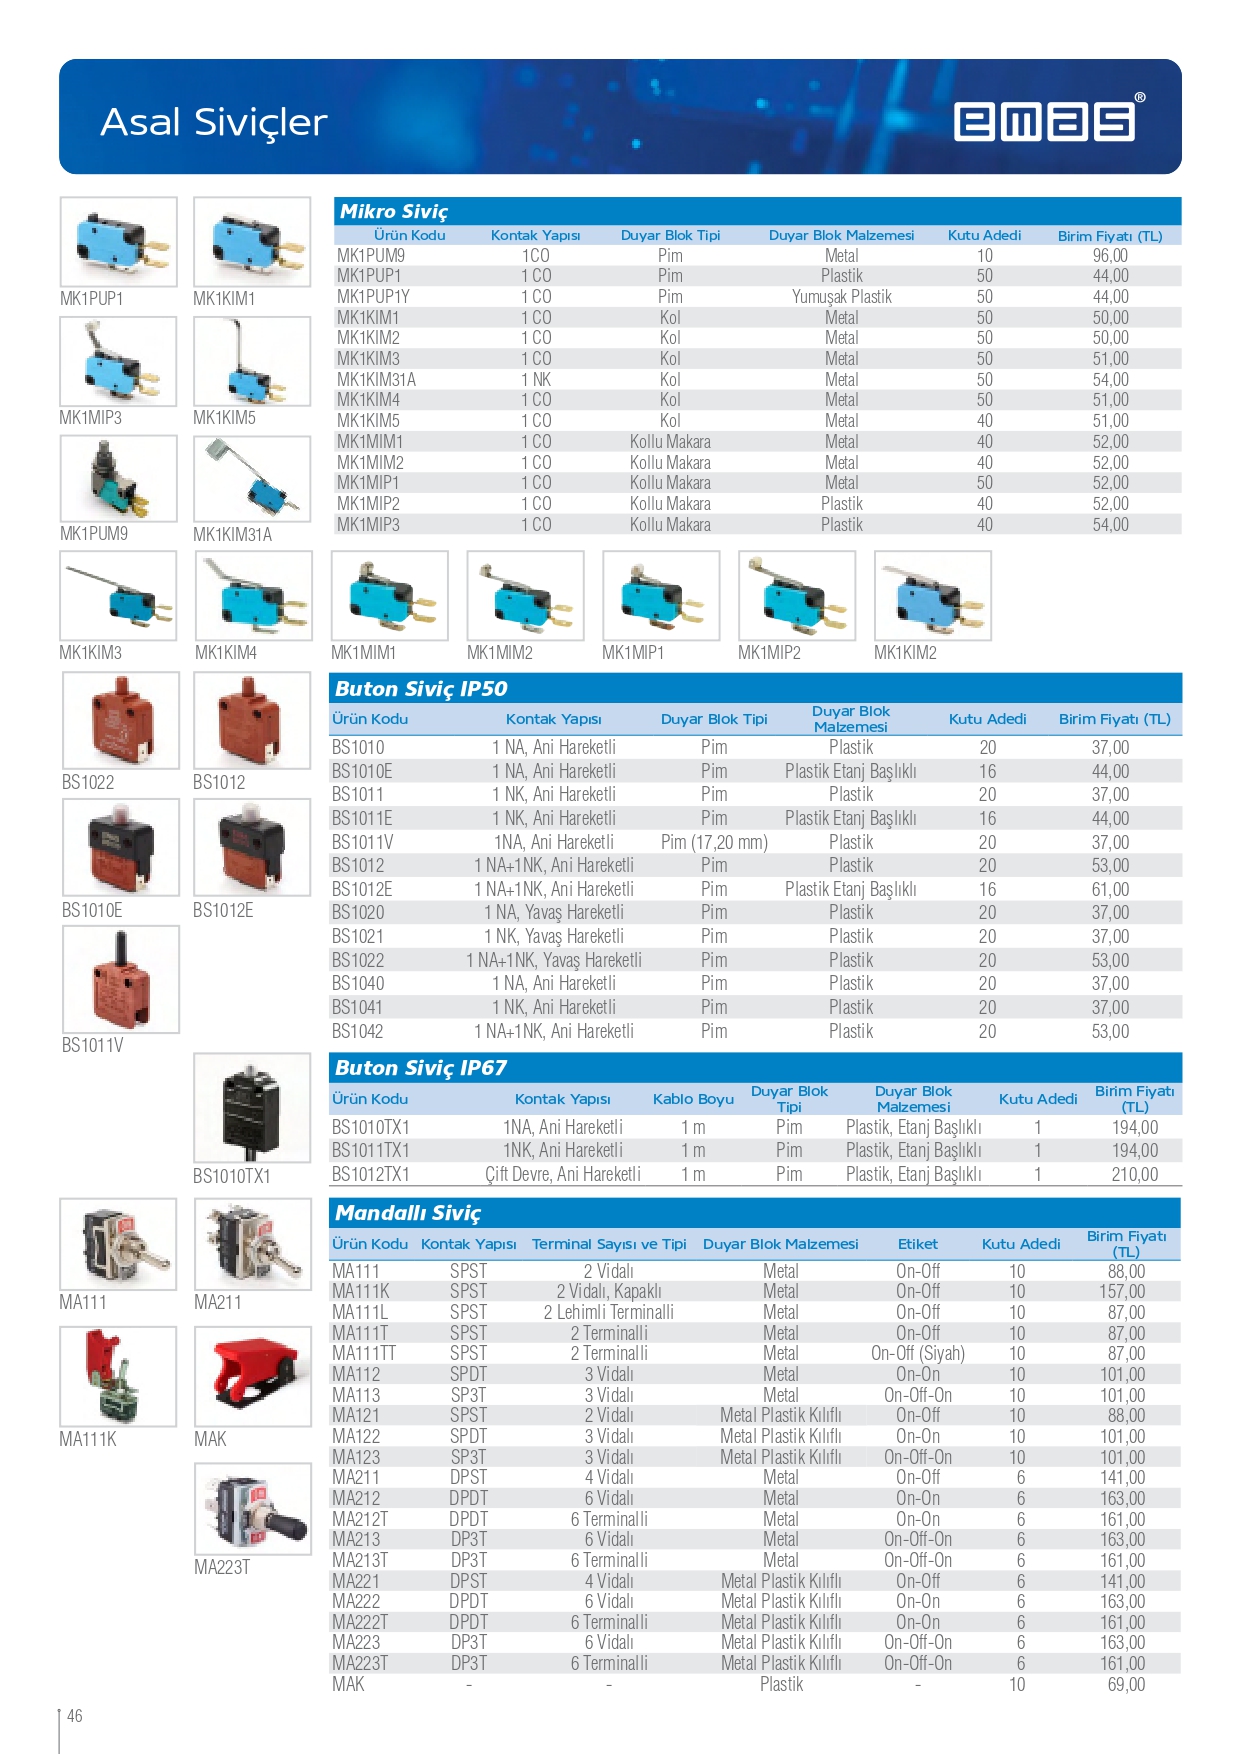 Asal Siviçler
emas®
MK1PUP1
MK1KIM1
MK1MIP3
MK1KIM5
MK1PUM9
MK1KIM31A
Mikro Siviç
Ürün Kodu Kontak Yapısı Duyar Blok Tipi Duyar Blok Malzemesi Kutu Adedi Birim Fiyatı (TL)
MK1PUM9 1CO Pim Metal 10 96,00
MK1PUP1 1 CO Pim Plastik 50 44,00
MK1PUP1Y 1 CO Pim Yumuşak Plastik 50 44,00
MK1KIM1 1 CO Kol Metal 50 50,00
MK1KIM2 1 CO Kol Metal 50 50,00
MK1KIM3 1 CO Kol Metal 50 51,00
MK1KIM31A 1 NK Kol Metal 50 54,00
MK1KIM4 1 CO Kol Metal 50 51,00
MK1KIM5 1 CO Kol Metal 40 51,00
MK1MIM1 1 CO Kollu Makara Metal 40 52,00
MK1MIM2 1 CO Kollu Makara Metal 40 52,00
MK1MIP1 1 CO Kollu Makara Metal 50 52,00
MK1MIP2 1 CO Kollu Makara Plastik 40 52,00
MK1MIP3 1 CO Kollu Makara Plastik 40 54,00
MK1KIM3 MK1KIM4 MK1MIM1 MK1MIM2 MK1MIP1 MK1MIP2 MK1KIM2
BS1022
BS1012
BS1010E
BS1012E
BS1011V
Buton Siviç IP50
Ürün Kodu Kontak Yapısı Duyar Blok Tipi Duyar Blok Malzemesi Kutu Adedi Birim Fiyatı (TL)
BS1010 1 NA, Ani Hareketli Pim Plastik 20 37,00
BS1010E 1 NA, Ani Hareketli Pim Plastik Etanj Başlıklı 16 44,00
BS1011 1 NK, Ani Hareketli Pim Plastik 20 37,00
BS1011E 1 NK, Ani Hareketli Pim Plastik Etanj Başlıklı 16 44,00
BS1011V 1NA, Ani Hareketli Pim (17,20 mm) Plastik 20 37,00
BS1012 1 NA+1NK, Ani Hareketli Pim Plastik 20 53,00
BS1012E 1 NA+1NK, Ani Hareketli Pim Plastik Etanj Başlıklı 16 61,00
BS1020 1 NA, Yavaş Hareketli Pim Plastik 20 37,00
BS1021 1 NK, Yavaş Hareketli Pim Plastik 20 37,00
BS1022 1 NA+1NK, Yavaş Hareketli Pim Plastik 20 53,00
BS1040 1 NA, Ani Hareketli Pim Plastik 20 37,00
BS1041 1 NK, Ani Hareketli Pim Plastik 20 37,00
BS1042 1 NA+1NK, Ani Hareketli Pim Plastik 20 53,00
BS1010TX1
Buton Siviç IP67
Ürün Kodu Kontak Yapısı Kablo Boyu Duyar Blok Tipi Duyar Blok Malzemesi Kutu Adedi Birim Fiyatı (TL)
BS1010TX1 1NA, Ani Hareketli 1 m Pim Plastik, Etanj Başlıklı 1 194,00
BS1011TX1 1NK, Ani Hareketli 1 m Pim Plastik, Etanj Başlıklı 1 194,00
BS1012TX1 Çift Devre, Ani Hareketli 1 m Pim Plastik, Etanj Başlıklı 1 210,00
MA111
MA211
MA111K
MAK
MA223T
Mandallı Siviç
Ürün Kodu Kontak Yapısı Terminal Sayısı ve Tipi Duyar Blok Malzemesi Etiket Kutu Adedi Birim Fiyatı (TL)
MA111 SPST 2 Vidalı Metal On-Off 10 88,00
MA111K SPST 2 Vidalı, Kapaklı Metal On-Off 10 157,00
MA111L SPST 2 Lehimli Terminalli Metal On-Off 10 87,00
MA111T SPST 2 Terminalli Metal On-Off 10 87,00
MA111TT SPST 2 Terminalli Metal On-Off (Siyah) 10 87,00
MA112 SPDT 3 Vidalı Metal On-On 10 101,00
MA113 SP3T 3 Vidalı Metal On-Off-On 10 101,00
MA121 SPST 2 Vidalı Metal Plastik Kılıflı On-Off 10 88,00
MA122 SPDT 3 Vidalı Metal Plastik Kılıflı On-On 10 101,00
MA123 SP3T 3 Vidalı Metal Plastik Kılıflı On-Off-On 10 101,00
MA211 DPST 4 Vidalı Metal On-Off 6 141,00
MA212 DPDT 6 Vidalı Metal On-On 6 163,00
MA212T DPDT 6 Terminalli Metal On-On 6 161,00
MA213 DP3T 6 Vidalı Metal On-Off-On 6 163,00
MA213T DP3T 6 Terminalli Metal On-Off-On 6 161,00
MA221 DPST 4 Vidalı Metal Plastik Kılıflı On-Off 6 141,00
MA222 DPDT 6 Vidalı Metal Plastik Kılıflı On-On 6 163,00
MA222T DPDT 6 Terminalli Metal Plastik Kılıflı On-On 6 161,00
MA223 DP3T 6 Vidalı Metal Plastik Kılıflı On-Off-On 6 163,00
MA223T DP3T 6 Terminalli Metal Plastik Kılıflı On-Off-On 6 161,00
MAK - - Plastik - 10 69,00
46